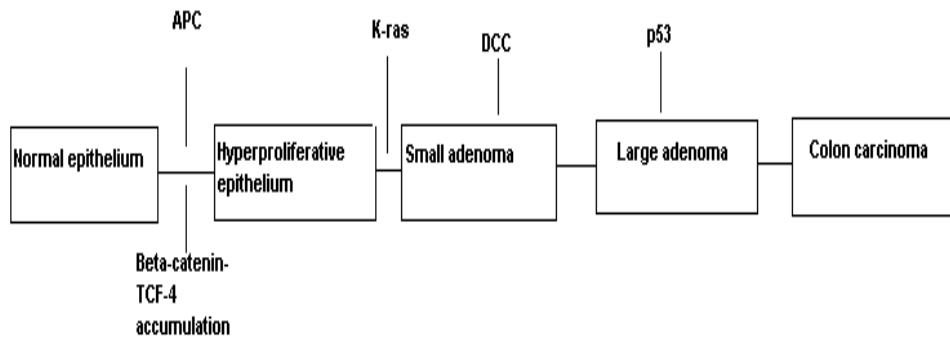 APC
K-ras
DCC
p53
Normal epithelium
Hyperproliferative
epithelium
Small adenoma
Large adenoma
Colon carcinoma
Beta-catenin-
TCF-4
accumulation